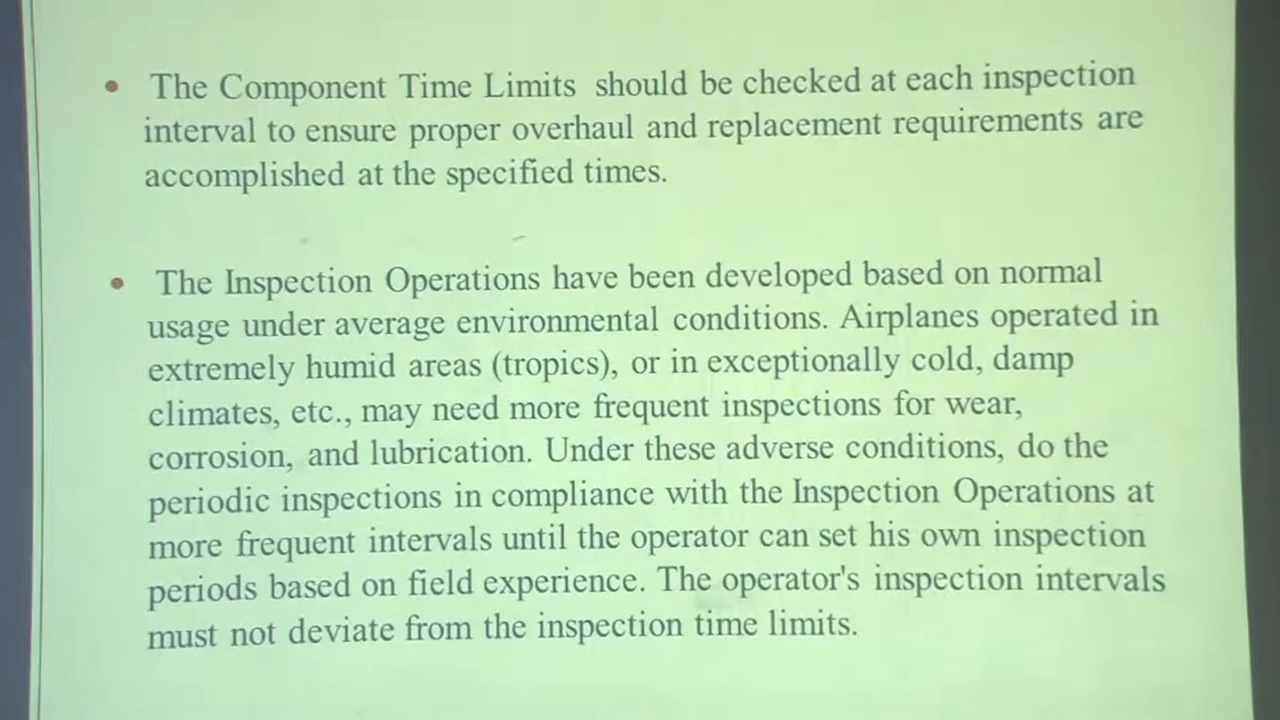 • The Component Time Limits should be checked at each inspection
interval to ensure proper overhaul and replacement requirements are
accomplished at the specified times.
• The Inspection Operations have been developed based on normal
usage under average environmental conditions. Airplanes operated in
extremely humid areas (tropics), or in exceptionally cold, damp
climates, etc., may need more frequent inspections for wear,
corrosion, and lubrication. Under these adverse conditions, do the
periodic inspections in compliance with the Inspection Operations at
more frequent intervals until the operator can set his own inspection
periods based on field experience. The operator's inspection intervals
must not deviate from the inspection time limits.